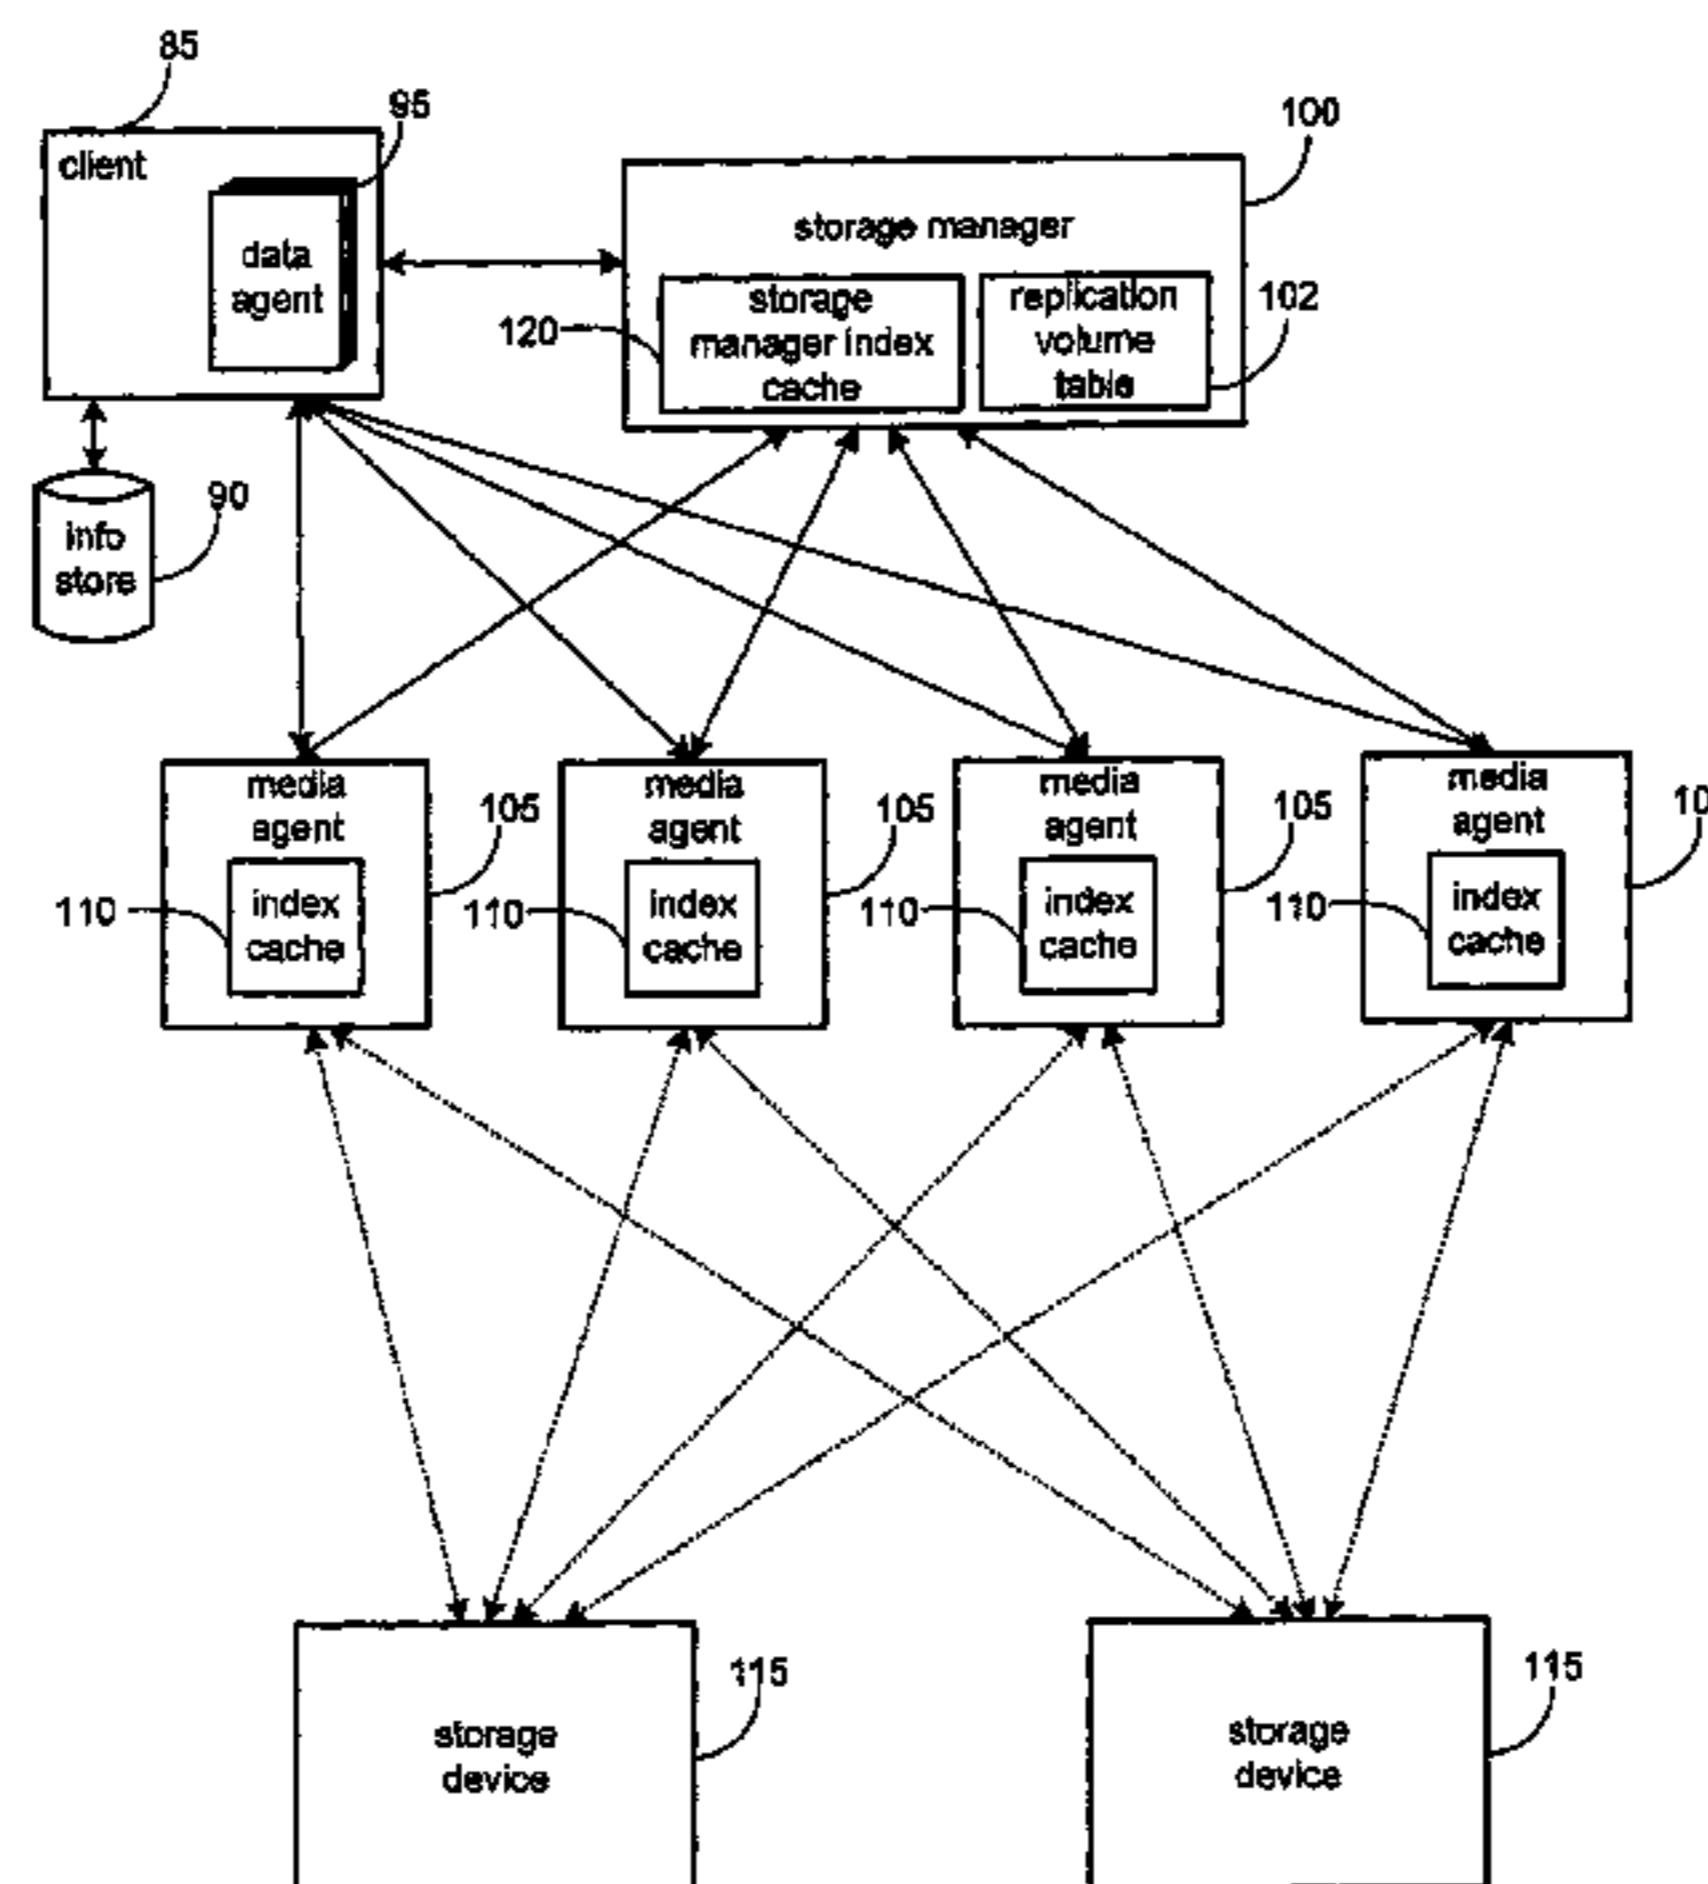 85
95
100
client
storage manager
data
agent
120
storage
manager index
cache
replication
volume
table
102
90
info
store
media
agent
105
110
index
cache
media
agent
105
110
index
cache
media
agent
105
110
index
cache
media
agent
10
110
index
cache
storage
device
115
storage
device
115